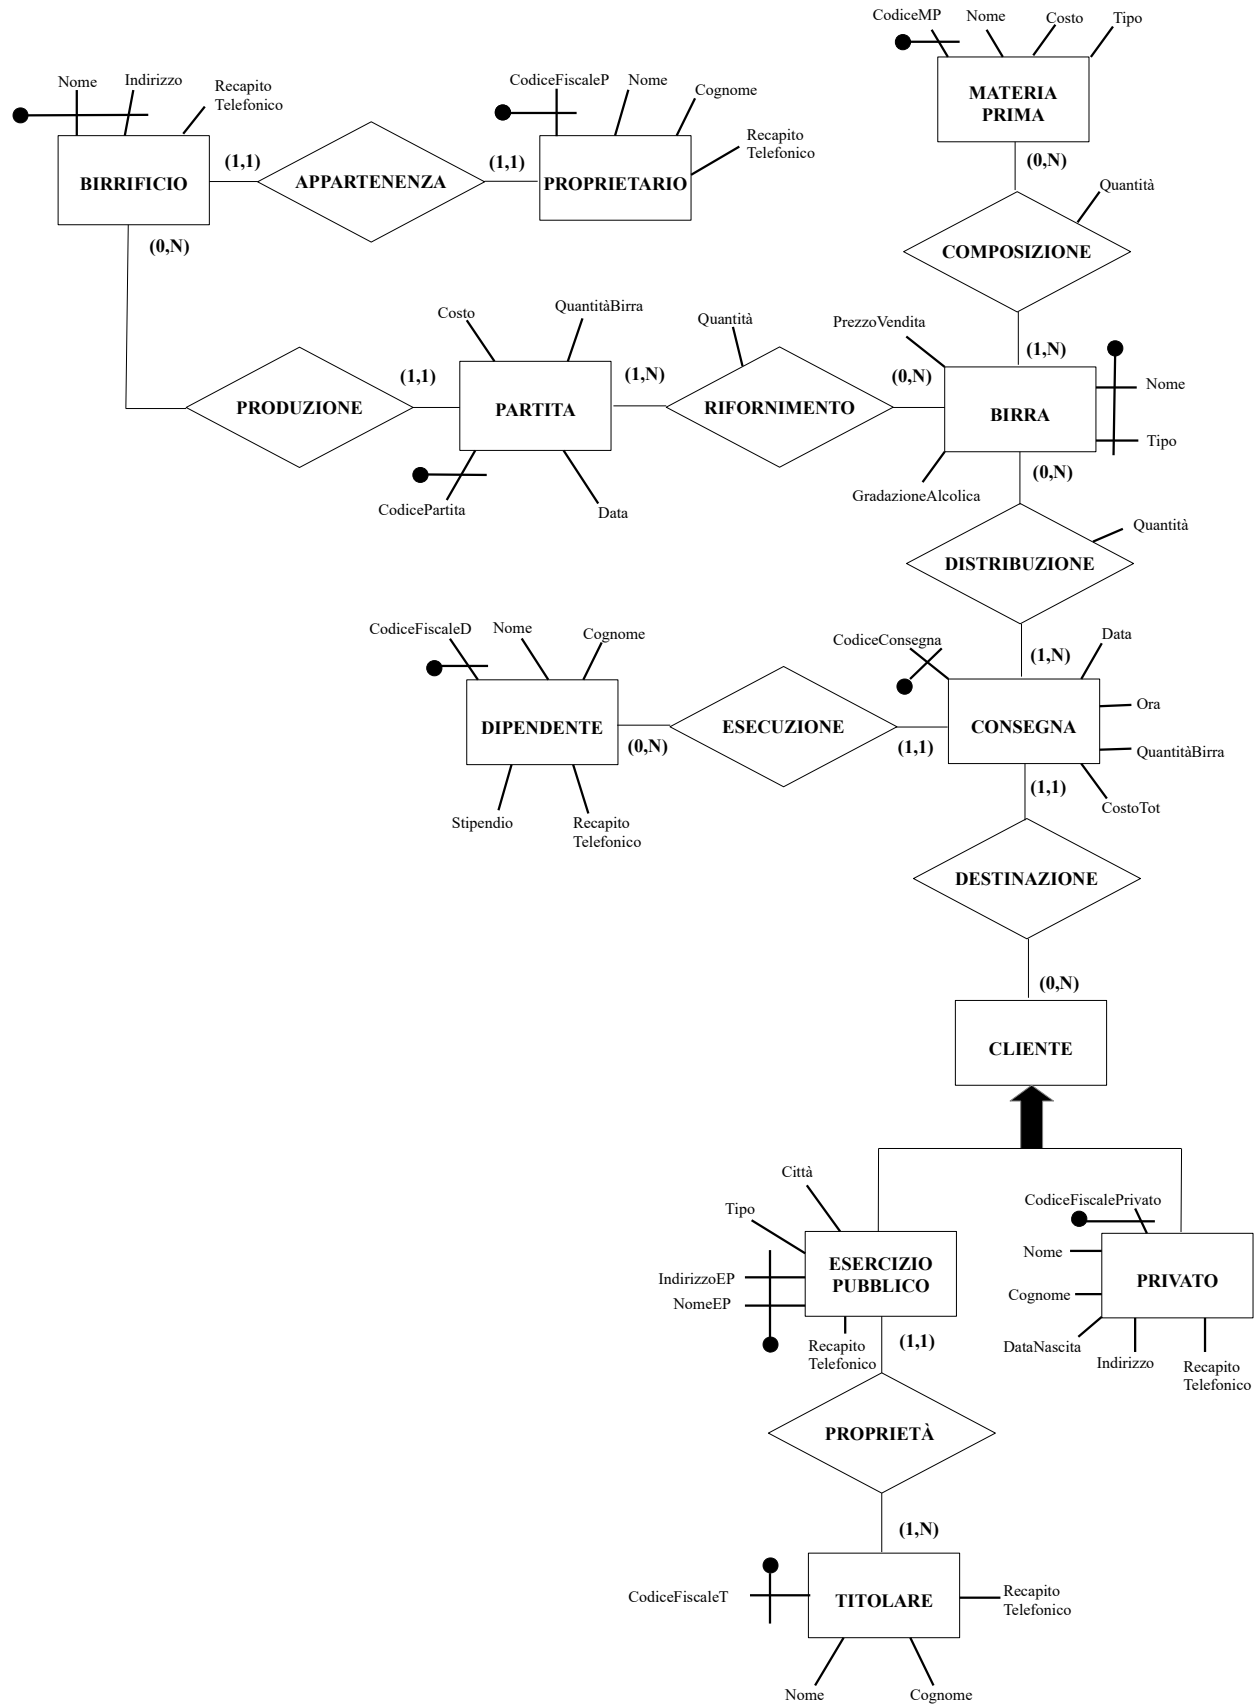 CodiceMP
Nome
Costo
Tipo
MATERIA
PRIMA
(0,N)
Nome
Indirizzo
Recapito
Telefonico
BIRRIFICIO
(1,1)
APPARTENENZA
(1,1)
CodiceFiscaleP
Nome
Cognome
Recapito
Telefonico
PROPRIETARIO
(0,N)
Quantità
COMPOSIZIONE
(1,N)
PRODUZIONE
(1,1)
Costo
QuantitàBirra
PARTITA
CodicePartita
Data
(1,N)
Quantità
RIFORNIMENTO
(0,N)
PrezzoVendita
BIRRA
Nome
Tipo
GradazioneAlcolica
(0,N)
Quantità
DISTRIBUZIONE
(1,N)
CodiceFiscaleD
Nome
Cognome
DIPENDENTE
Stipendio
Recapito
Telefonico
(0,N)
ESECUZIONE
(1,1)
CodiceConsegna
Data
Ora
QuantitàBirra
CostoTot
CONSEGNA
(1,1)
DESTINAZIONE
(0,N)
CLIENTE
Città
Tipo
IndirizzoEP
NomeEP
ESERCIZIO
PUBBLICO
Recapito
Telefonico
(1,1)
CodiceFiscalePrivato
Nome
Cognome
DataNascita
Indirizzo
Recapito
Telefonico
PRIVATO
PROPRIETÀ
(1,N)
CodiceFiscaleT
TITOLARE
Recapito
Telefonico
Nome
Cognome